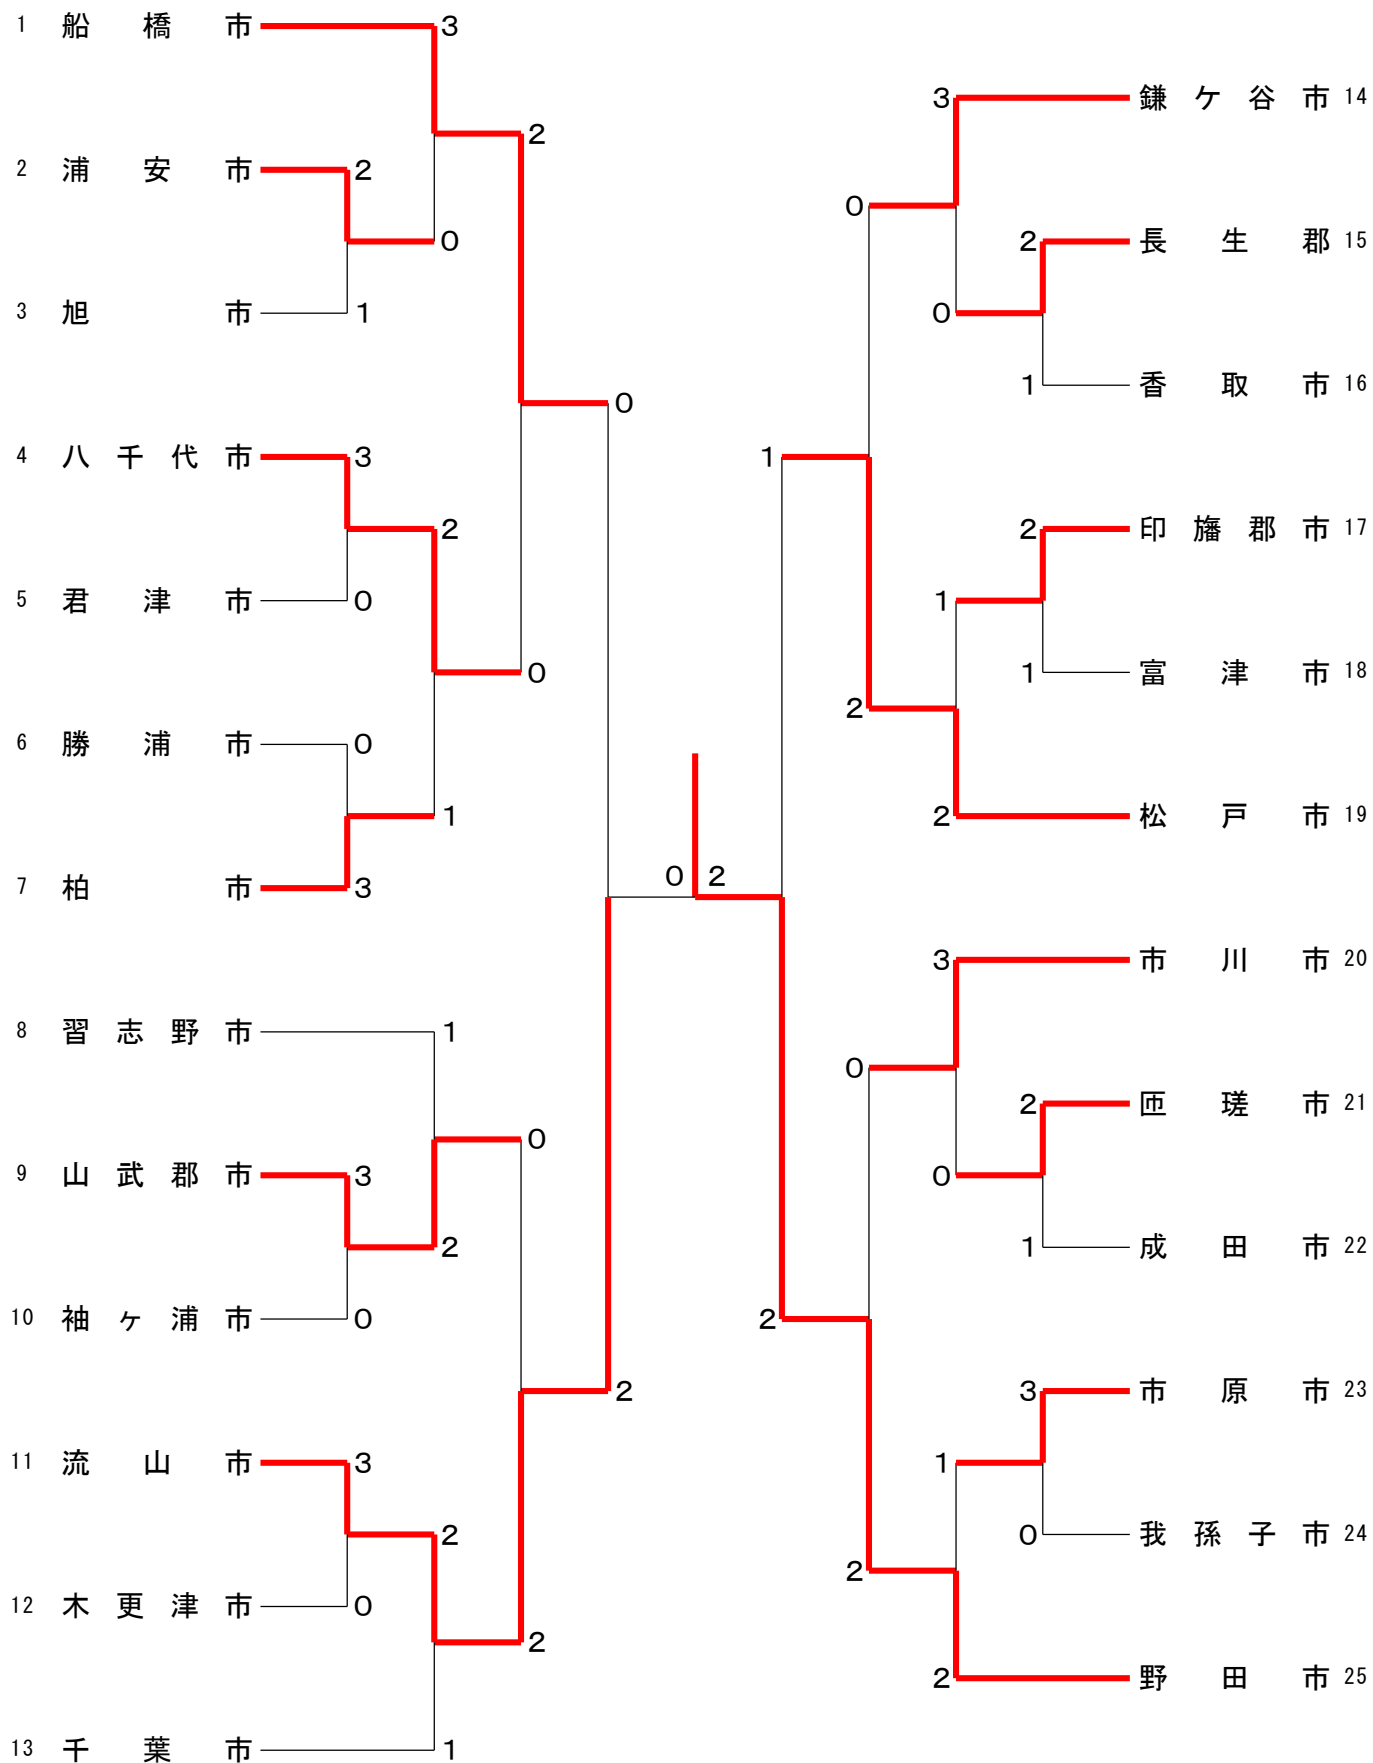 1 船橋市 3
3 鎌ケ谷市 14
2
2 浦安市 2
0
0
2 長生郡 15
3 旭市 1
0
1 香取市 16
0
4 八千代市 3
1
2
2 印旛郡市 17
5 君津市 0
1
0
1 富津市 18
2
6 勝浦市 0
1
2 松戸市 19
7 柏市 3
0 2
3 市川市 20
8 習志野市 1
0
2 匝瑳市 21
0
9 山武郡市 3
0
2
1 成田市 22
10 袖ヶ浦市 0
2
2
3 市原市 23
11 流山市 3
1
2
0 我孫子市 24
2
12 木更津市 0
2
2 野田市 25
13 千葉市 1